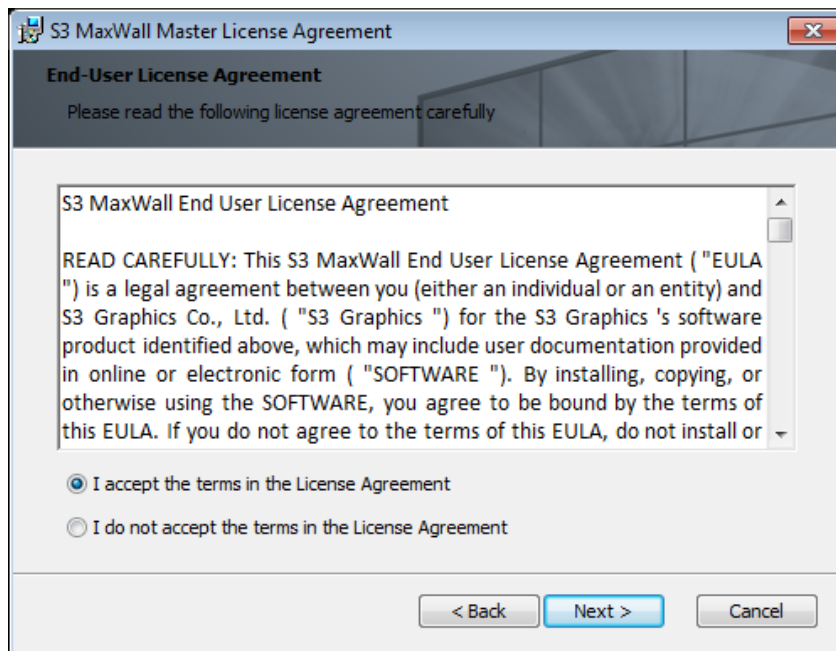 S3 MaxWall Master License Agreement
End-User License Agreement
Please read the following license agreement carefully
S3 MaxWall End User License Agreement
READ CAREFULLY: This S3 MaxWall End User License Agreement ( "EULA
") is a legal agreement between you (either an individual or an entity) and
S3 Graphics Co., Ltd. ( "S3 Graphics ") for the S3 Graphics 's software
product identified above, which may include user documentation provided
in online or electronic form ( "SOFTWARE "). By installing, copying, or
otherwise using the SOFTWARE, you agree to be bound by the terms of
this EULA. If you do not agree to the terms of this EULA, do not install or
I accept the terms in the License Agreement
I do not accept the terms in the License Agreement
< Back Next > Cancel